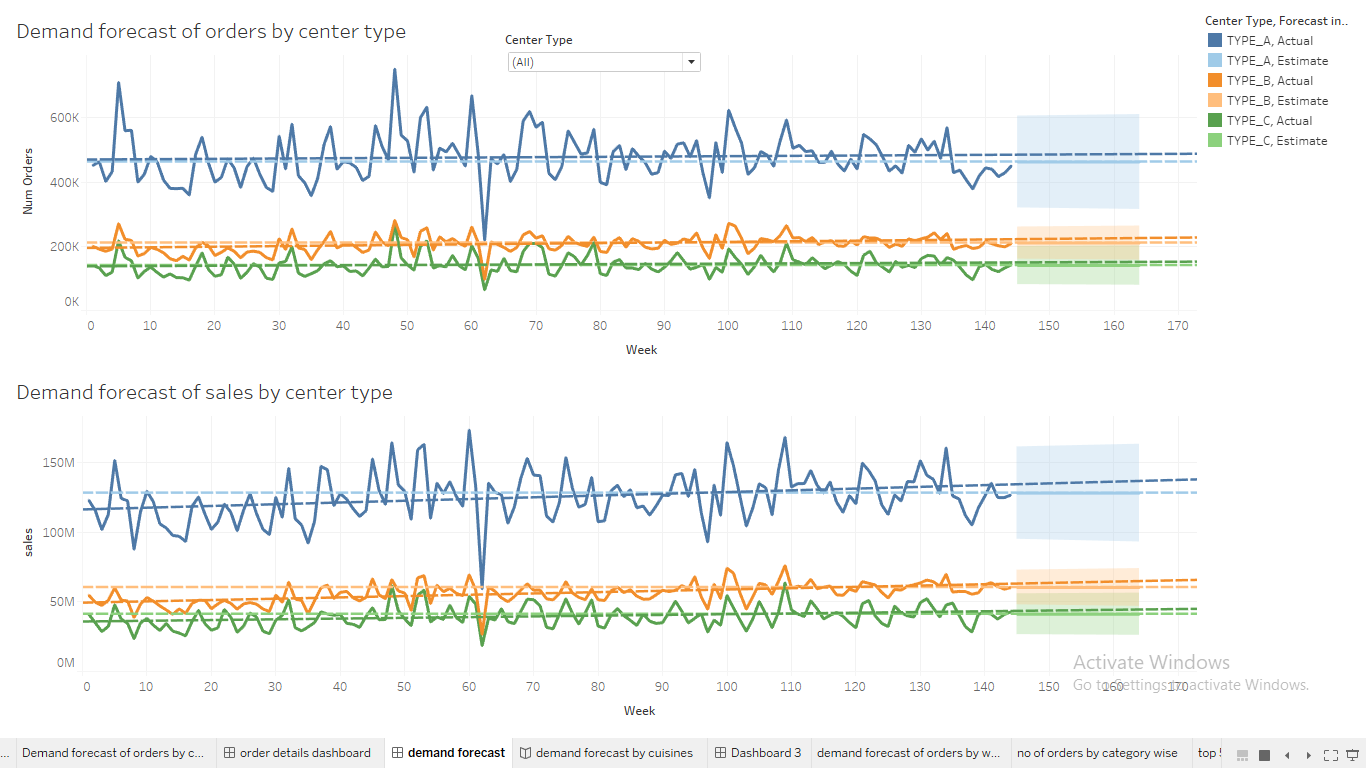 Demand forecast of orders by center type
Center Type
(All)
Center Type, Forecast in..
TYPE_A, Actual
TYPE_A, Estimate
TYPE_B, Actual
TYPE_B, Estimate
TYPE_C, Actual
TYPE_C, Estimate
Num Orders
600K
400K
200K
0K
0 10 20 30 40 50 60 70 80 90 100 110 120 130 140 150 160 170
Week
Demand forecast of sales by center type
sales
150M
100M
50M
0M
0 10 20 30 40 50 60 70 80 90 100 110 120 130 140 150 160 170
Week
Activate Windows
Go to Settings to activate Windows.
... Demand forecast of orders by c... order details dashboard demand forecast demand forecast by cuisines Dashboard 3 demand forecast of orders by w... no of orders by category wise top 5